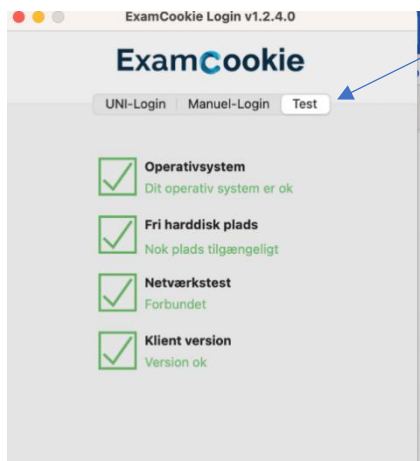 ExamCookie Login v1.2.4.0
ExamCookie
UNI-Login Manuel-Login Test
Operativsystem
Dit operativ system er ok
Fri harddisk plads
Nok plads tilgængeligt
Netværkstest
Forbundet
Klient version
Version ok